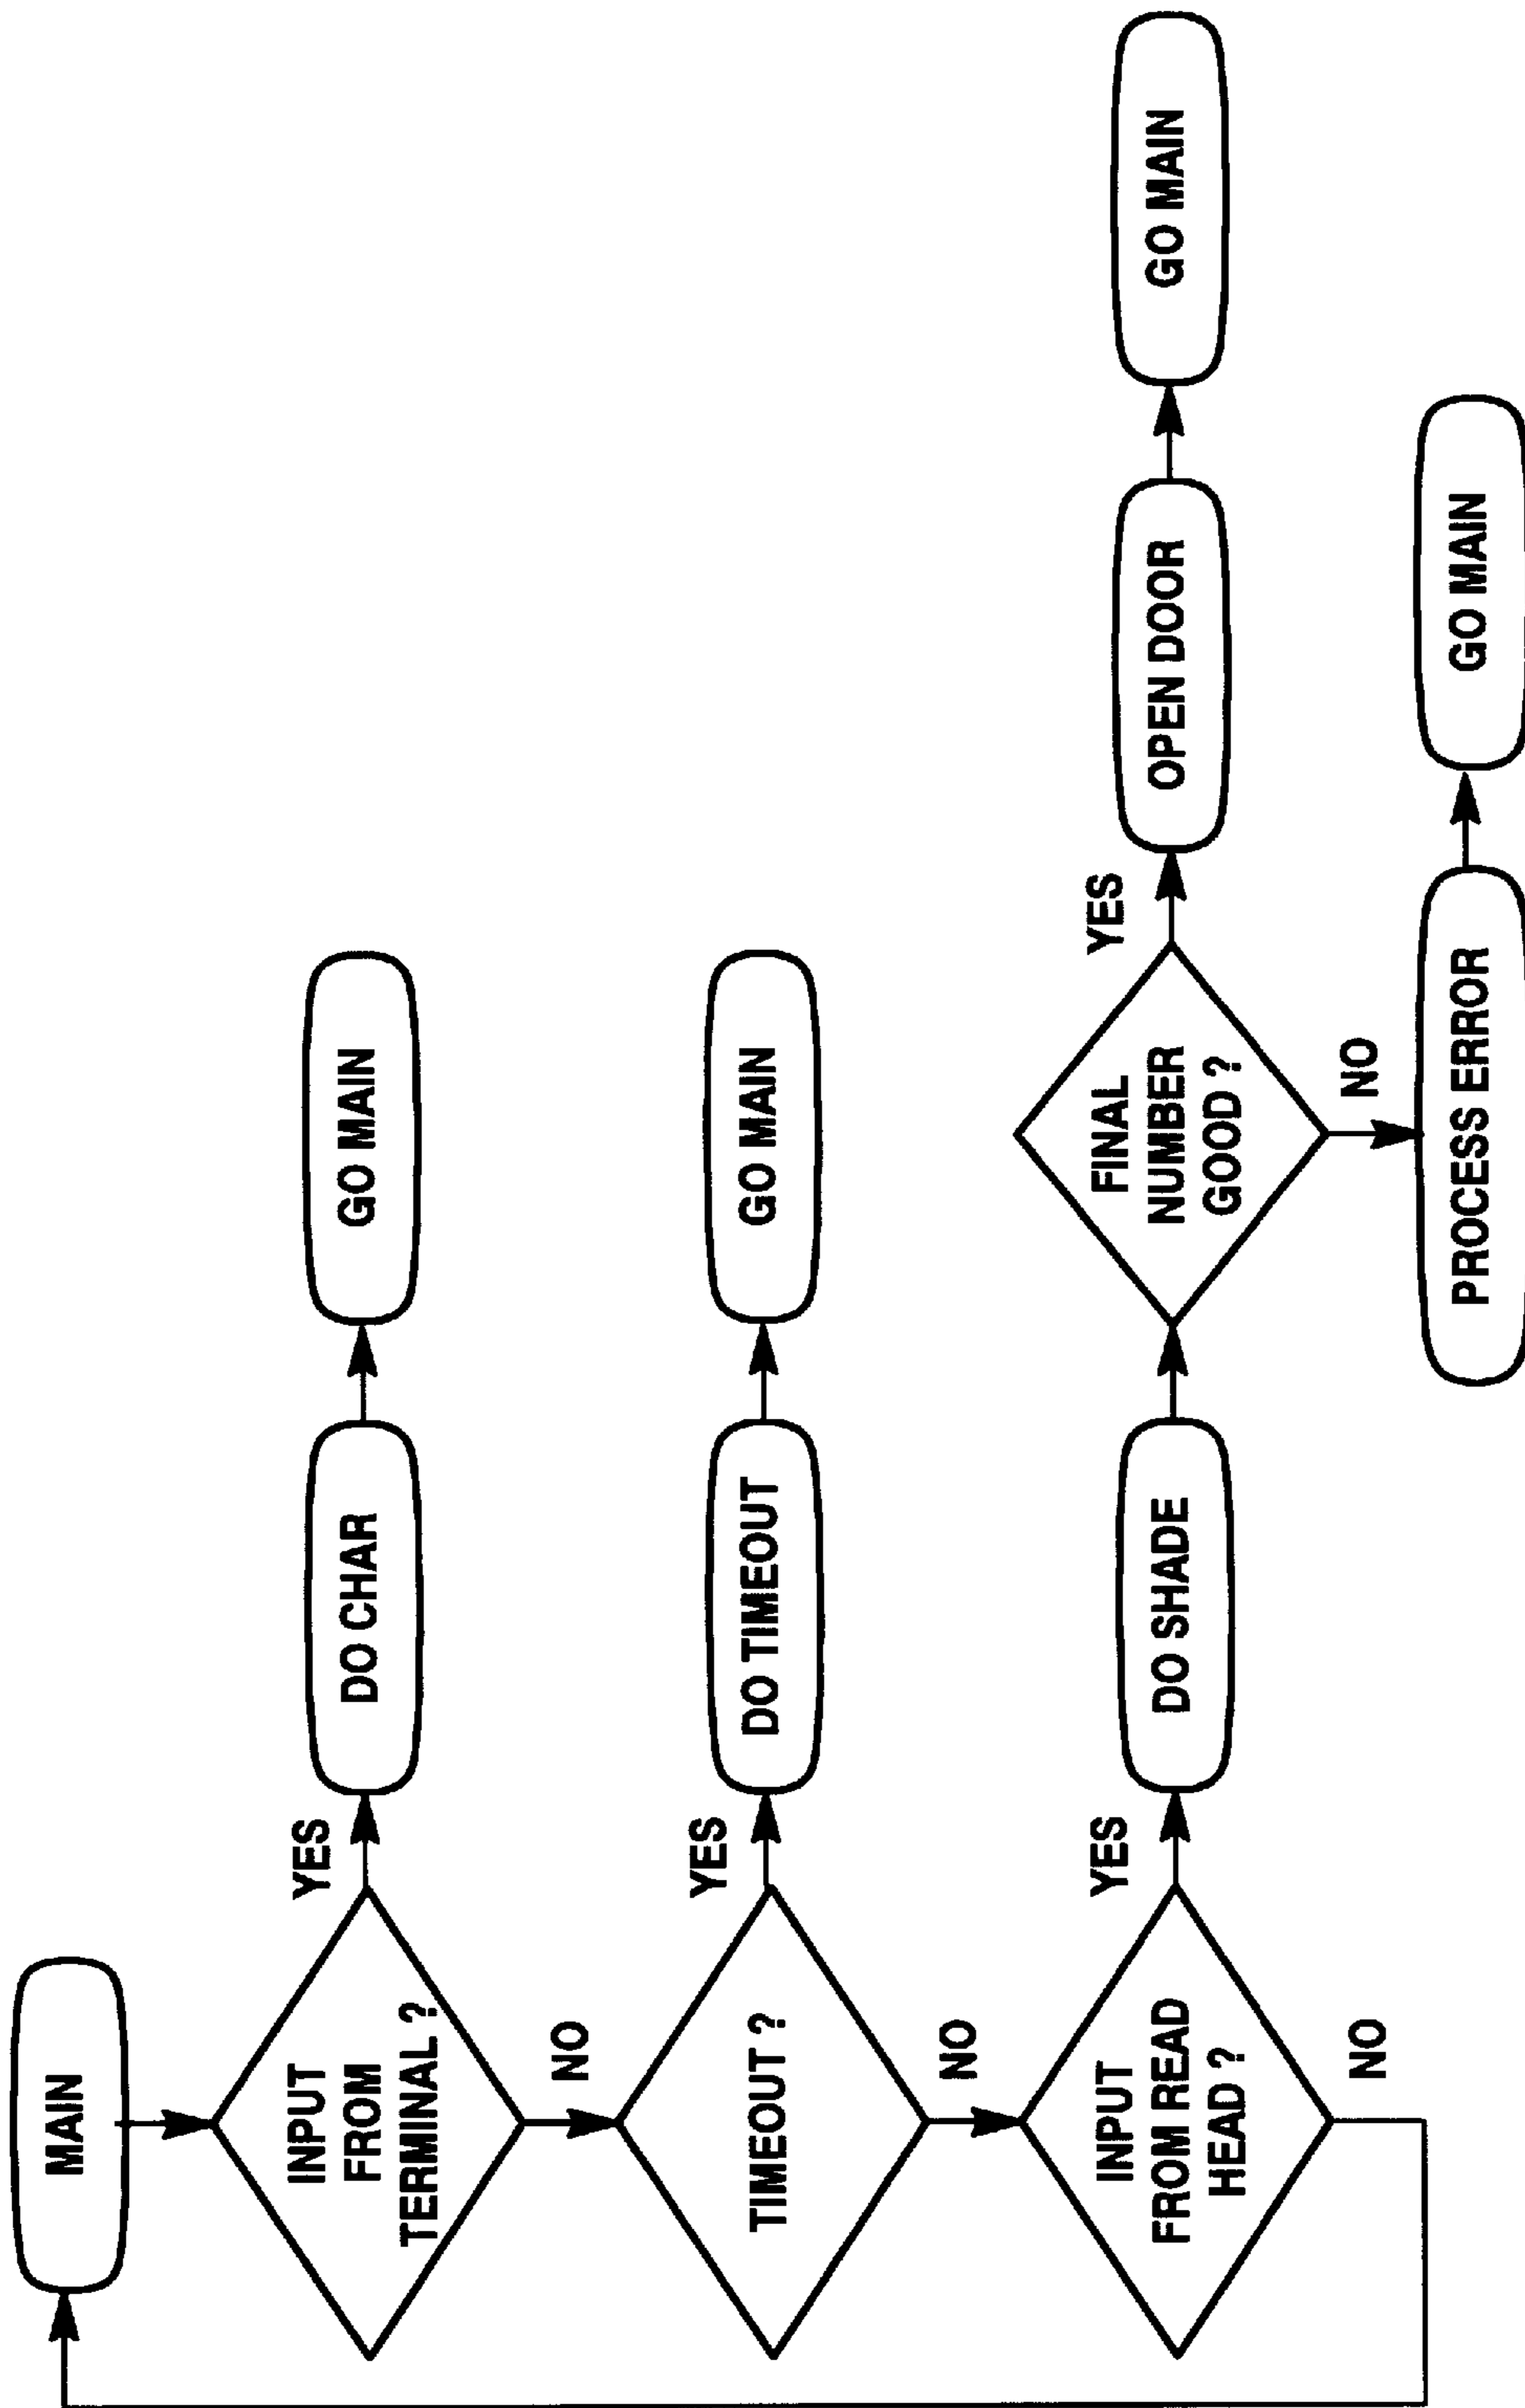 MAIN
INPUT
FROM
TERMINAL ?
YES
DO CHAR
GO MAIN
NO
TIMEOUT ?
YES
DO TIMEOUT
GO MAIN
NO
INPUT
FROM READ
HEAD ?
YES
DO SHADE
FINAL
NUMBER
GOOD ?
YES
OPEN DOOR
GO MAIN
NO
NO
PROCESS ERROR
GO MAIN